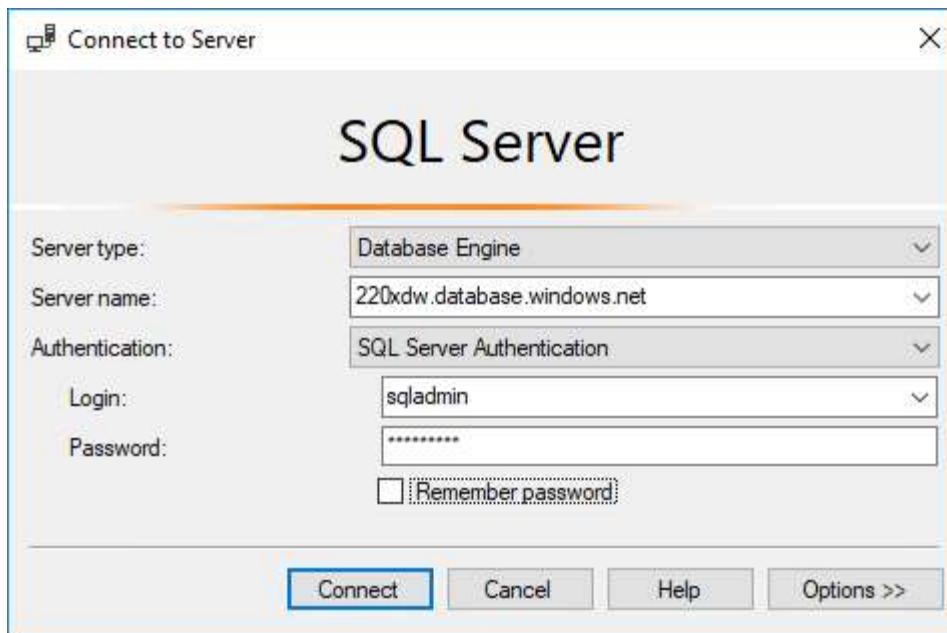 Connect to Server
SQL Server
Server type: Database Engine
Server name: 220xdw.database.windows.net
Authentication: SQL Server Authentication
Login: sqladmin
Password: *********
Remember password
Connect Cancel Help Options >>